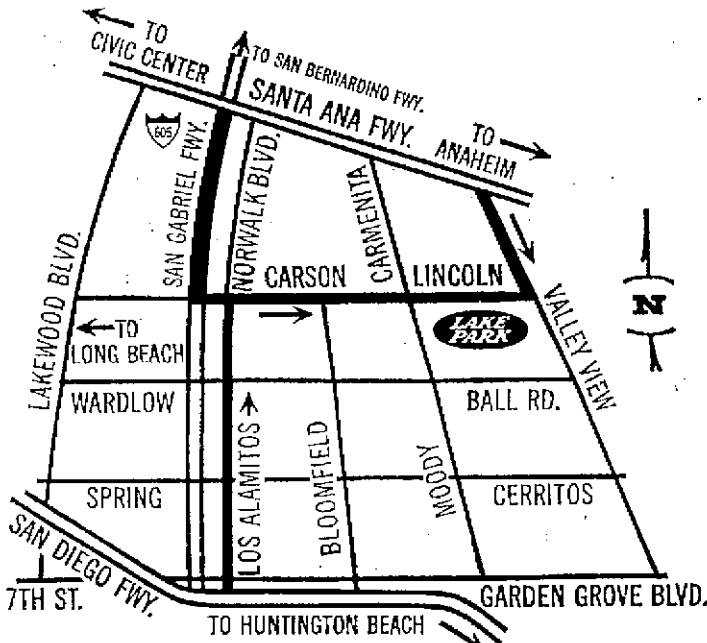 TO
CIVIC CENTER
TO SAN BERNARDINO FWY.
SANTA ANA FWY.
TO
ANAHEIM
605
SAN GABRIEL FWY.
NORWALK BLVD.
CARMENITA
LAKEWOOD BLVD.
CARSON
LINCOLN
VALLEY VIEW
N
TO
LONG BEACH
LAKE
PARK
WARDLOW
BALL RD.
LOS ALAMITOS
BLOOMFIELD
MOODY
SPRING
CERRITOS
SAN DIEGO FWY.
7TH ST.
GARDEN GROVE BLVD.
TO HUNTINGTON BEACH